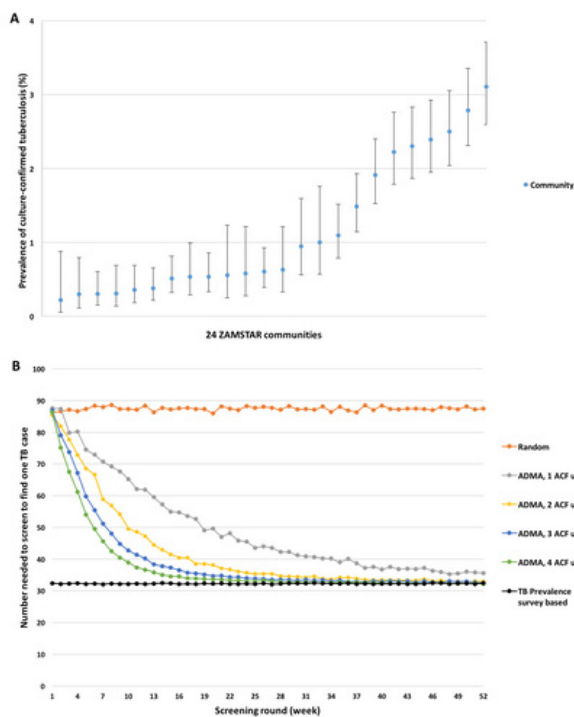 A
Prevalence of culture-confirmed tuberculosis (%)
4
3
2
1
0
Community
24 ZAMSTAR communities
B
Number needed to screen to find one TB case
100
90
80
70
60
50
40
30
20
10
0
1 4 7 10 13 16 19 22 25 28 31 34 37 40 43 46 49 52
Screening round (week)
Random
ADMA, 1 ACF u
ADMA, 2 ACF u
ADMA, 3 ACF u
ADMA, 4 ACF u
TB Prevalence
survey based